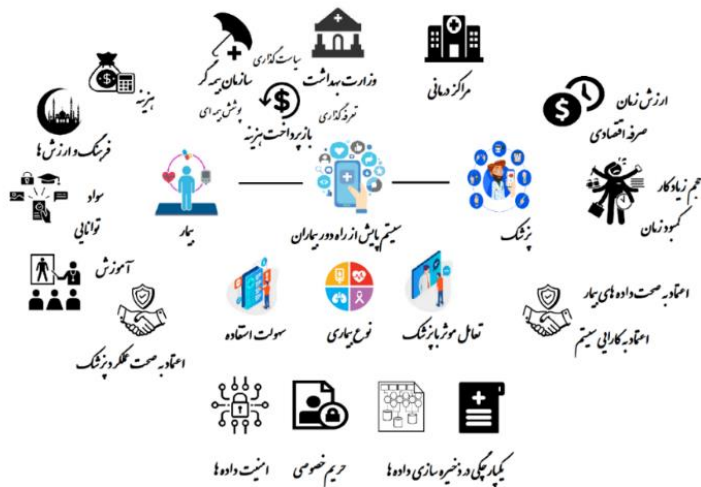 سیاست گذاری
سازمان بیمه گر
وزارت بهداشت
مراکز درمانی
هزینه
پوشش بیمه ای
تعرفه گذاری
بازپرداخت هزینه
ارزش زمان
صرفه اقتصادی
فرهنگ و ارزش ها
سواد
توانایی
بیمار
سیستم پایش از راه دور بیماران
پزشک
حجم زیاد کار
کمبود زمان
آموزش
سهولت استفاده
نوع بیماری
تعامل موثر با پزشک
اعتماد به صحت داده های بیمار
اعتماد به کارایی سیستم
اعتماد به صحت عملکرد پزشک
امنیت داده ها
حریم خصوصی
یکپارچگی در ذخیره سازی داده ها